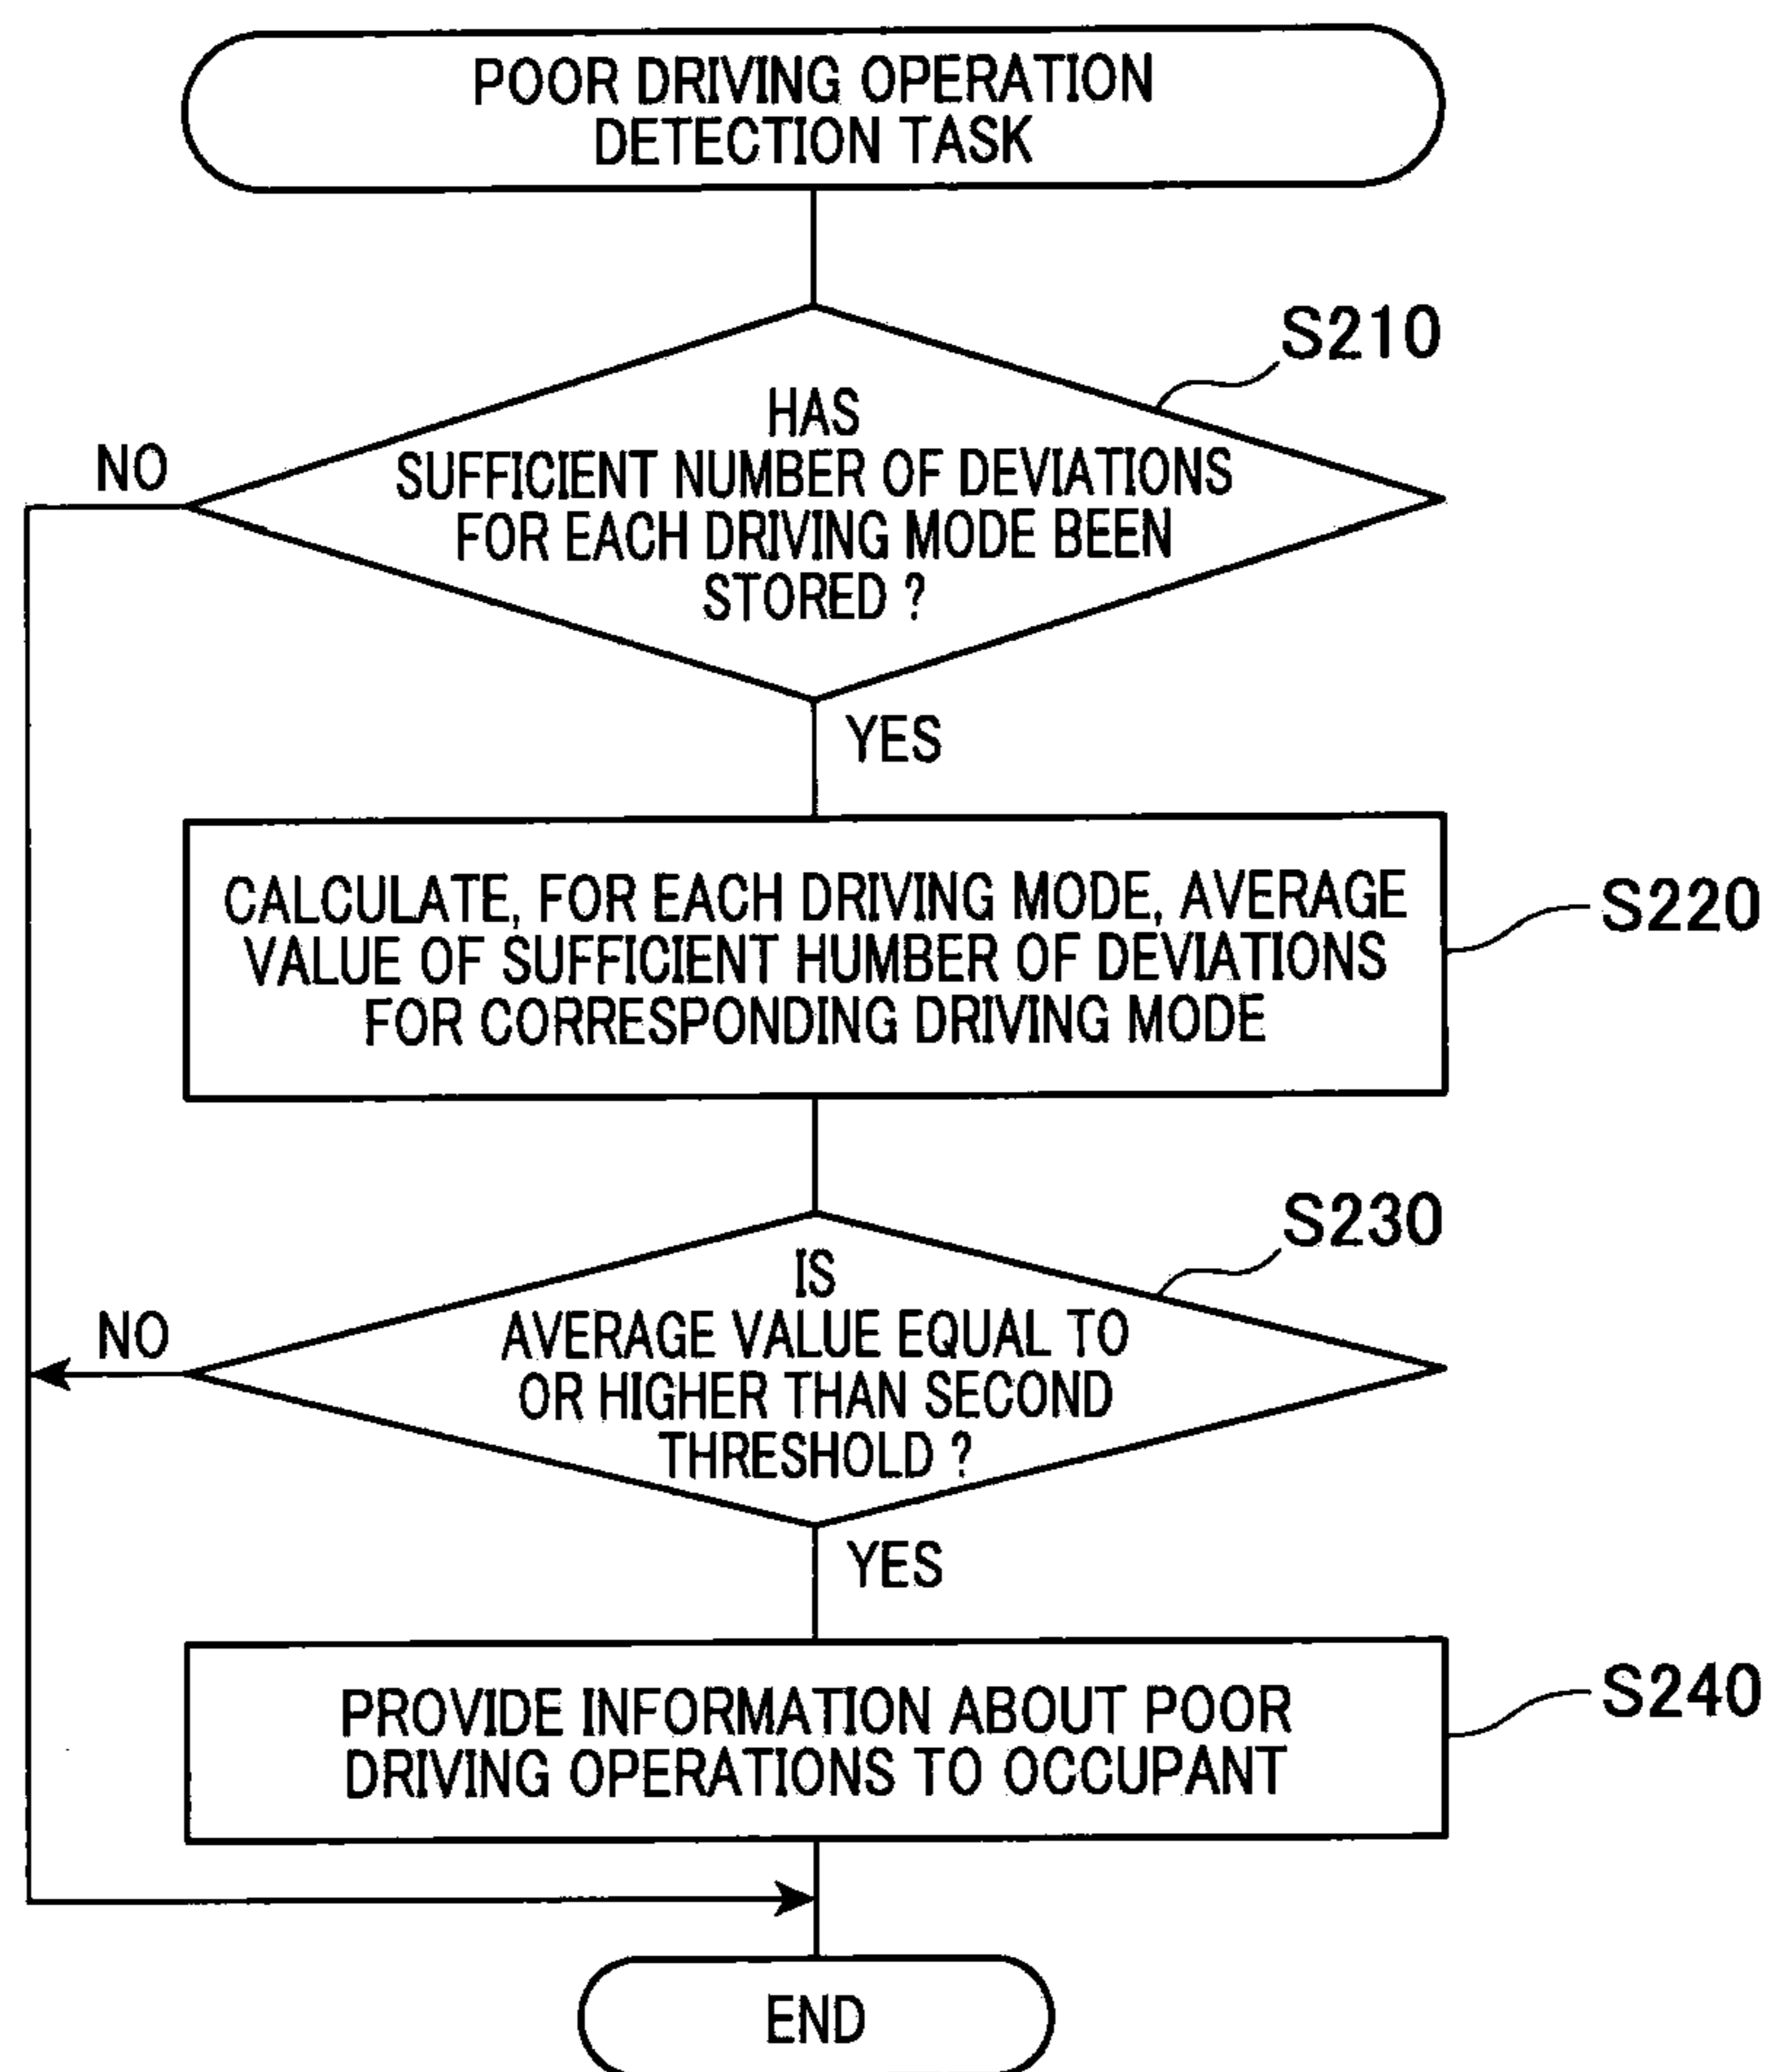 POOR DRIVING OPERATION
DETECTION TASK
S210
HAS
SUFFICIENT NUMBER OF DEVIATIONS
FOR EACH DRIVING MODE BEEN
STORED ?
NO
YES
CALCULATE, FOR EACH DRIVING MODE, AVERAGE
VALUE OF SUFFICIENT HUMBER OF DEVIATIONS
FOR CORRESPONDING DRIVING MODE
S220
S230
IS
AVERAGE VALUE EQUAL TO
OR HIGHER THAN SECOND
THRESHOLD ?
NO
YES
PROVIDE INFORMATION ABOUT POOR
DRIVING OPERATIONS TO OCCUPANT
S240
END